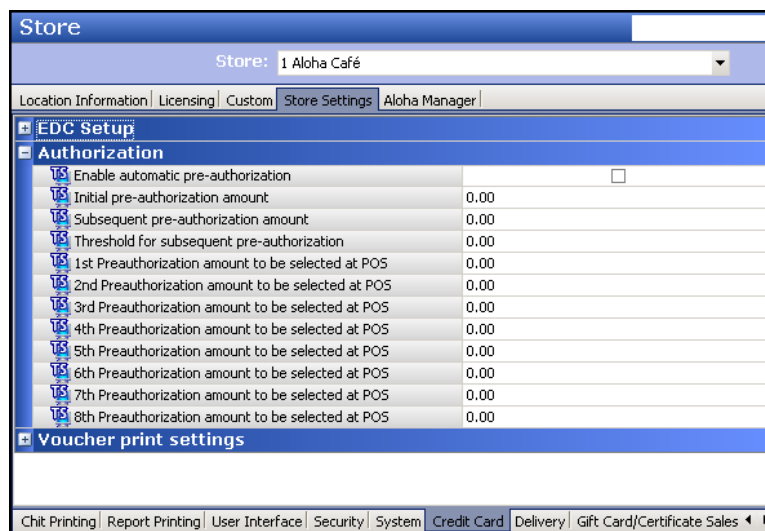 Store
Store: 1 Aloha Café
Location Information Licensing Custom Store Settings Aloha Manager
EDC Setup
Authorization
Enable automatic pre-authorization
Initial pre-authorization amount 0.00
Subsequent pre-authorization amount 0.00
Threshold for subsequent pre-authorization 0.00
1st Preauthorization amount to be selected at POS 0.00
2nd Preauthorization amount to be selected at POS 0.00
3rd Preauthorization amount to be selected at POS 0.00
4th Preauthorization amount to be selected at POS 0.00
5th Preauthorization amount to be selected at POS 0.00
6th Preauthorization amount to be selected at POS 0.00
7th Preauthorization amount to be selected at POS 0.00
8th Preauthorization amount to be selected at POS 0.00
Voucher print settings
Chit Printing Report Printing User Interface Security System Credit Card Delivery Gift Card/Certificate Sales